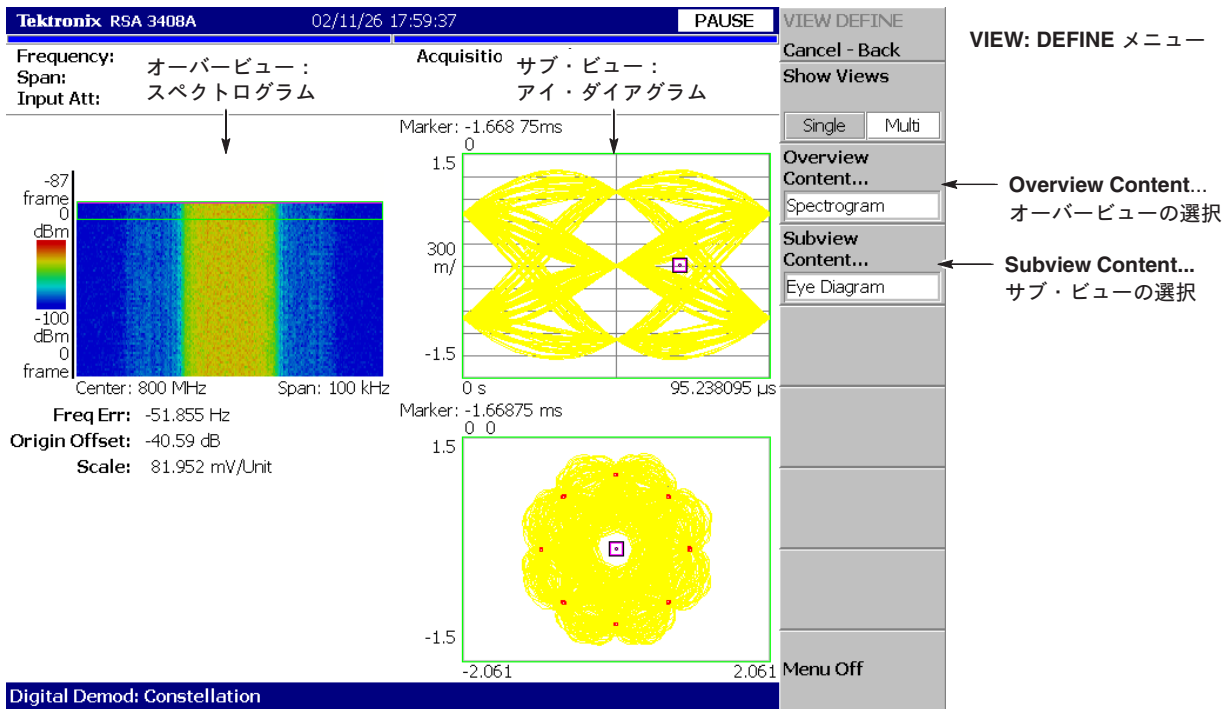 Tektronix RSA 3408A 02/11/26 17:59:37 PAUSE
VIEW DEFINE
Cancel - Back
VIEW: DEFINE メニュー
Frequency:
Span:
Input Att:
Acquisitio
オーバービュー：
スペクトログラム
サブ・ビュー：
アイ・ダイアグラム
Show Views
Single Multi
Overview
Content...
Spectrogram
Overview Content...
オーバービューの選択
Subview
Content...
Eye Diagram
Subview Content...
サブ・ビューの選択
Menu Off
-87
frame
0
dBm
-100
dBm
0
frame
Center: 800 MHz Span: 100 kHz
Freq Err: -51.855 Hz
Origin Offset: -40.59 dB
Scale: 81.952 mV/Unit
Marker: -1.668 75ms
0
1.5
300
m/
-1.5
0 s 95.238095 µs
Marker: -1.66875 ms
0 0
1.5
-1.5
-2.061 2.061
Digital Demod: Constellation